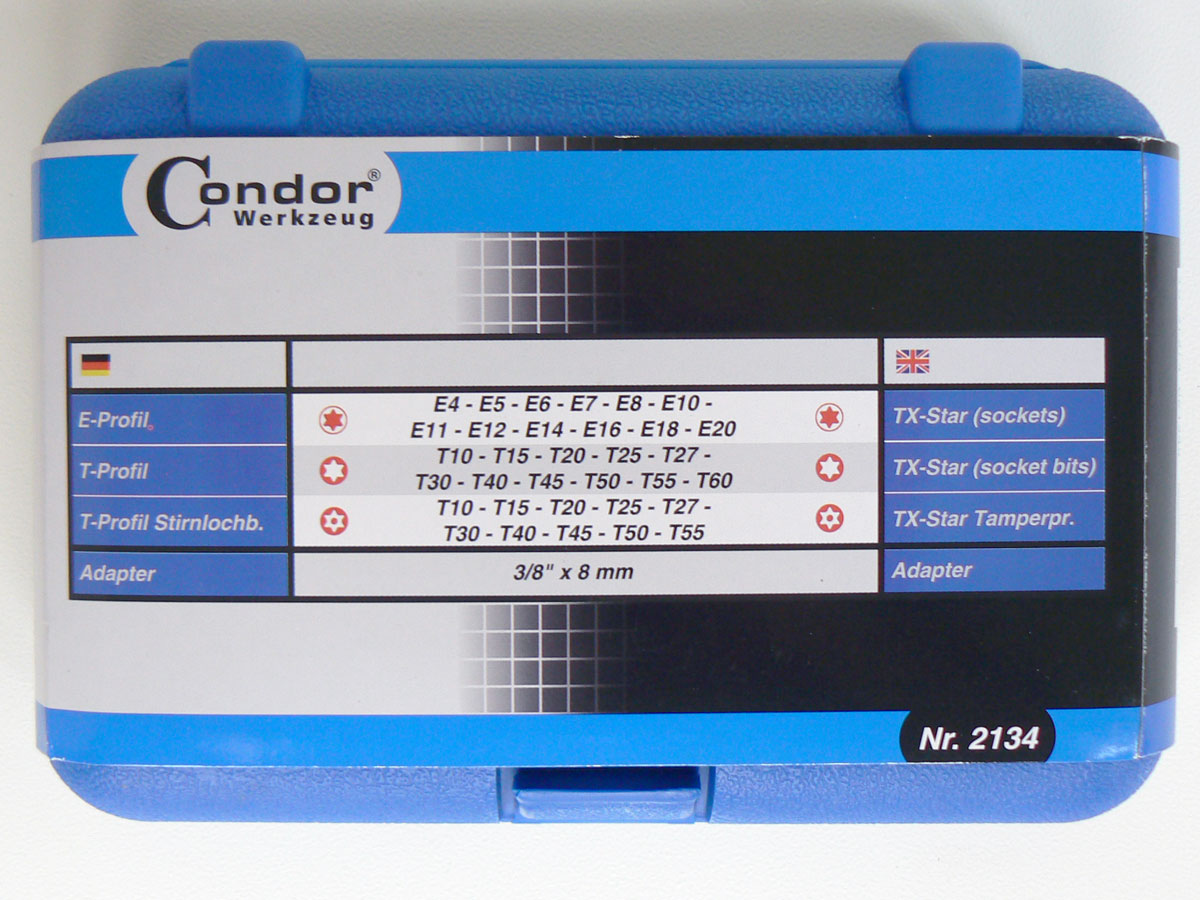 Condor®
Werkzeug
E-Profil
E4 - E5 - E6 - E7 - E8 - E10 -
E11 - E12 - E14 - E16 - E18 - E20
TX-Star (sockets)
T-Profil
T10 - T15 - T20 - T25 - T27 -
T30 - T40 - T45 - T50 - T55 - T60
TX-Star (socket bits)
T-Profil Stirnlochb.
T10 - T15 - T20 - T25 - T27 -
T30 - T40 - T45 - T50 - T55
TX-Star Tamperpr.
Adapter
3/8" x 8 mm
Adapter
Nr. 2134